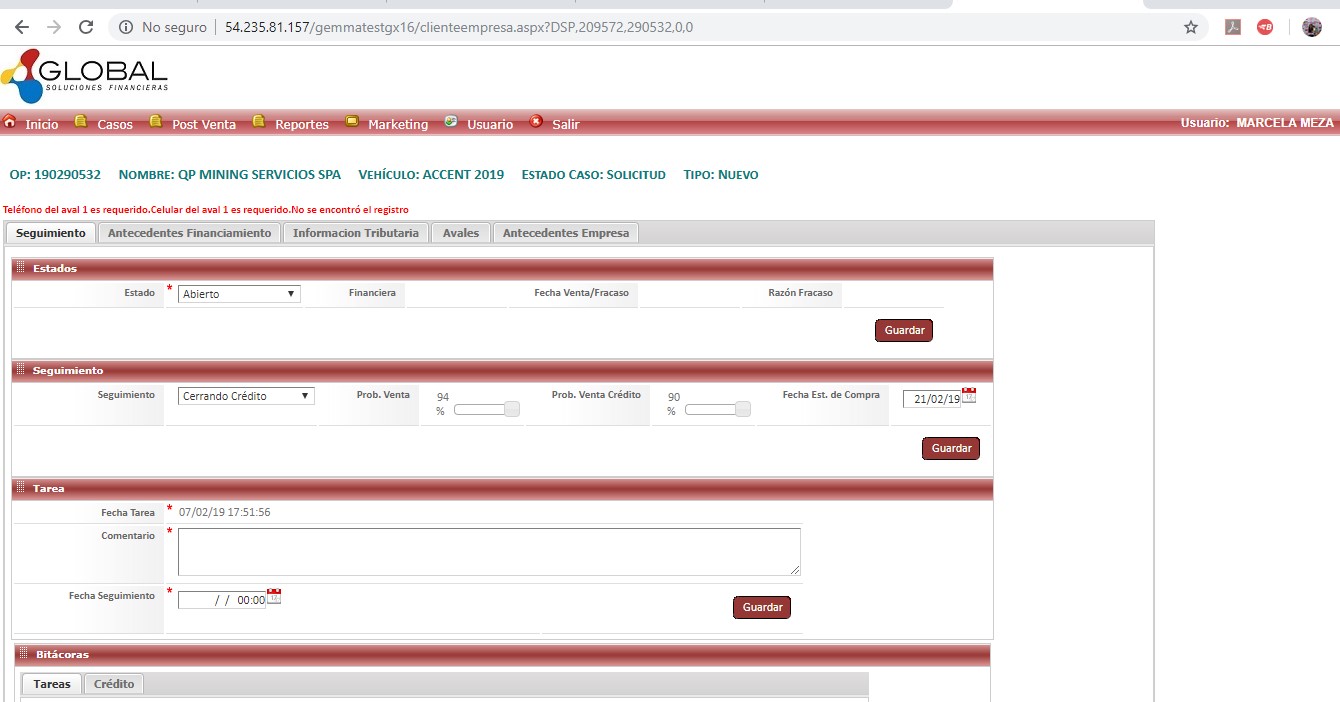 No seguro | 54.235.81.157/gemmatestgx16/clienteempresa.aspx?DSP,209572,290532,0,0
GLOBAL
SOLUCIONES FINANCIERAS
Inicio Casos Post Venta Reportes Marketing Usuario Salir Usuario: MARCELA MEZA
OP: 190290532 NOMBRE: QP MINING SERVICIOS SPA VEHÍCULO: ACCENT 2019 ESTADO CASO: SOLICITUD TIPO: NUEVO
Teléfono del aval 1 es requerido.Celular del aval 1 es requerido.No se encontró el registro
Seguimiento Antecedentes Financiamiento Informacion Tributaria Avales Antecedentes Empresa
Estados
Estado * Abierto Financiera Fecha Venta/Fracaso Razón Fracaso
Guardar
Seguimiento
Seguimiento Cerrando Crédito Prob. Venta 94 % Prob. Venta Crédito 90 % Fecha Est. de Compra 21/02/19
Guardar
Tarea
Fecha Tarea * 07/02/19 17:51:56
Comentario *
Fecha Seguimiento * / / 00:00 Guardar
Bitácoras
Tareas Crédito